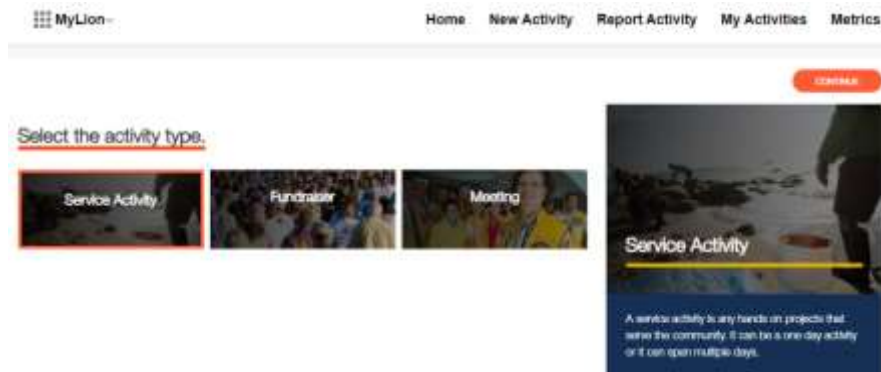 MyLion
Home New Activity Report Activity My Activities Metrics
CONTINUE
Select the activity type.
Service Activity Fundraiser Meeting
Service Activity
A service activity is any hands on projects that
serve the community. It can be a one day activity
or it can span multiple days.